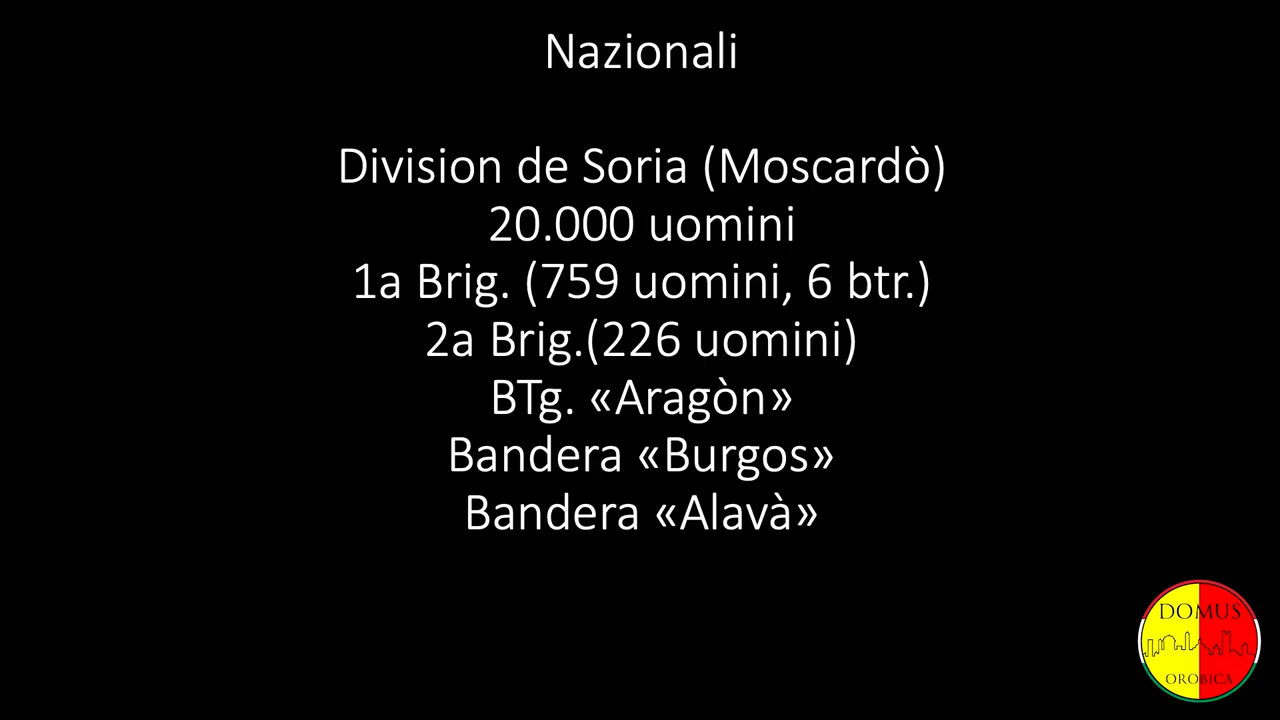 Nazionali
Division de Soria (Moscardò)
20.000 uomini
1a Brig. (759 uomini, 6 btr.)
2a Brig.(226 uomini)
BTg. «Aragòn»
Bandera «Burgos»
Bandera «Alavà»
DOMUS
OROBICA